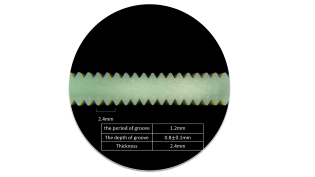 2.4mm
the period of groove 1.2mm
The depth of groove 0.8±0.1mm
Thickness 2.4mm